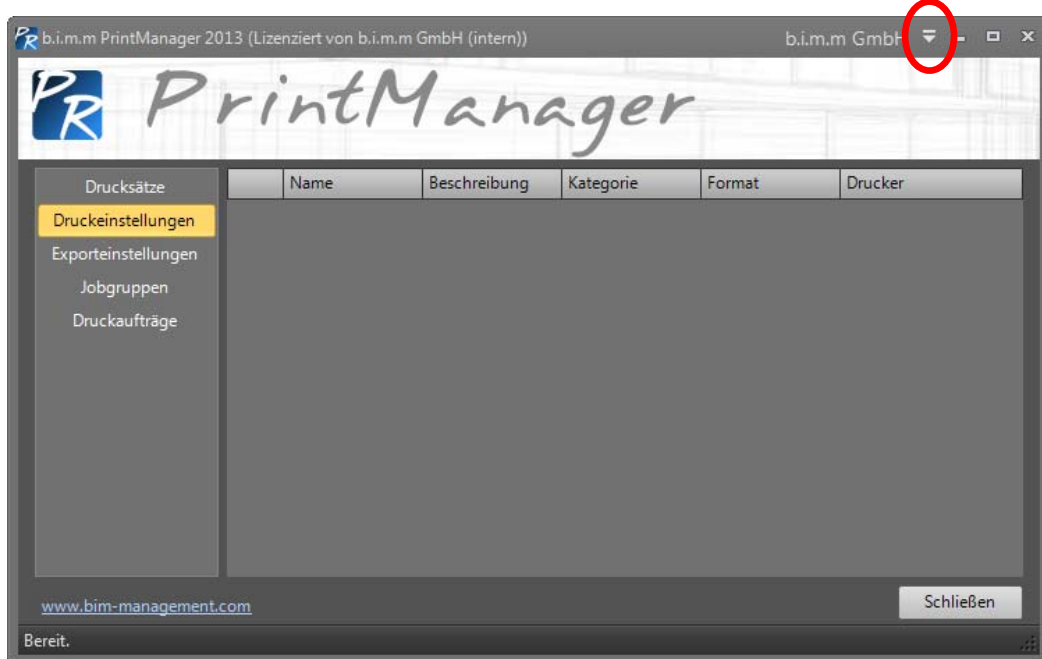 PR b.i.m.m PrintManager 2013 (Lizenziert von b.i.m.m GmbH (intern)) b.i.m.m GmbH
PR PrintManager
Drucksätze Name Beschreibung Kategorie Format Drucker
Druckeinstellungen
Exporteinstellungen
Jobgruppen
Druckaufträge
www.bim-management.com Schließen
Bereit.